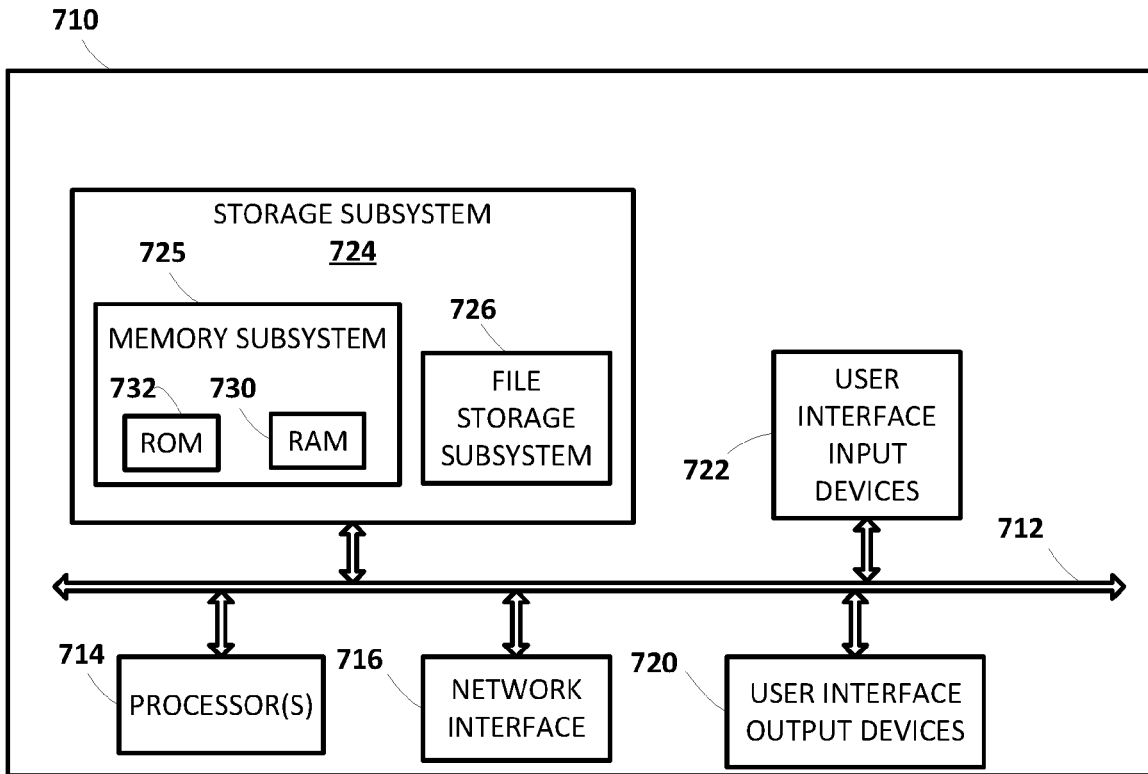 710
STORAGE SUBSYSTEM
724
725
MEMORY SUBSYSTEM
732
ROM
730
RAM
726
FILE
STORAGE
SUBSYSTEM
USER
INTERFACE
INPUT
DEVICES
722
712
714
PROCESSOR(S)
716
NETWORK
INTERFACE
720
USER INTERFACE
OUTPUT DEVICES